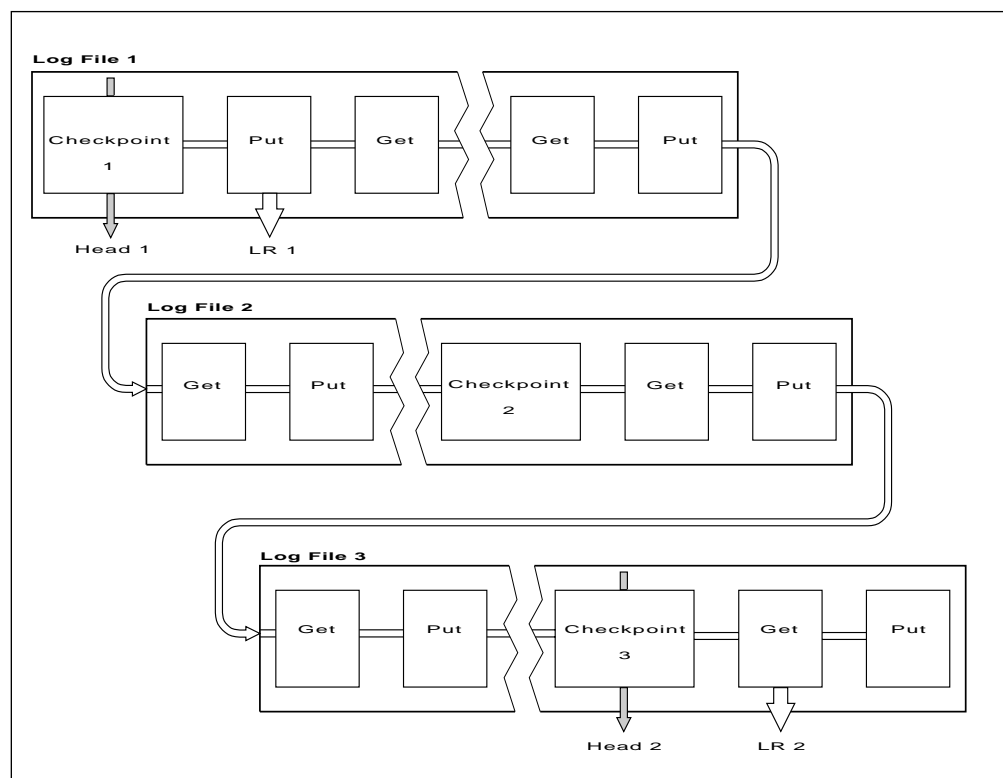 Log File 1
Checkpoint
1
Put
Get
Get
Put
Head 1
LR 1
Log File 2
Get
Put
Checkpoint
2
Get
Put
Log File 3
Get
Put
Checkpoint
3
Get
Put
Head 2
LR 2